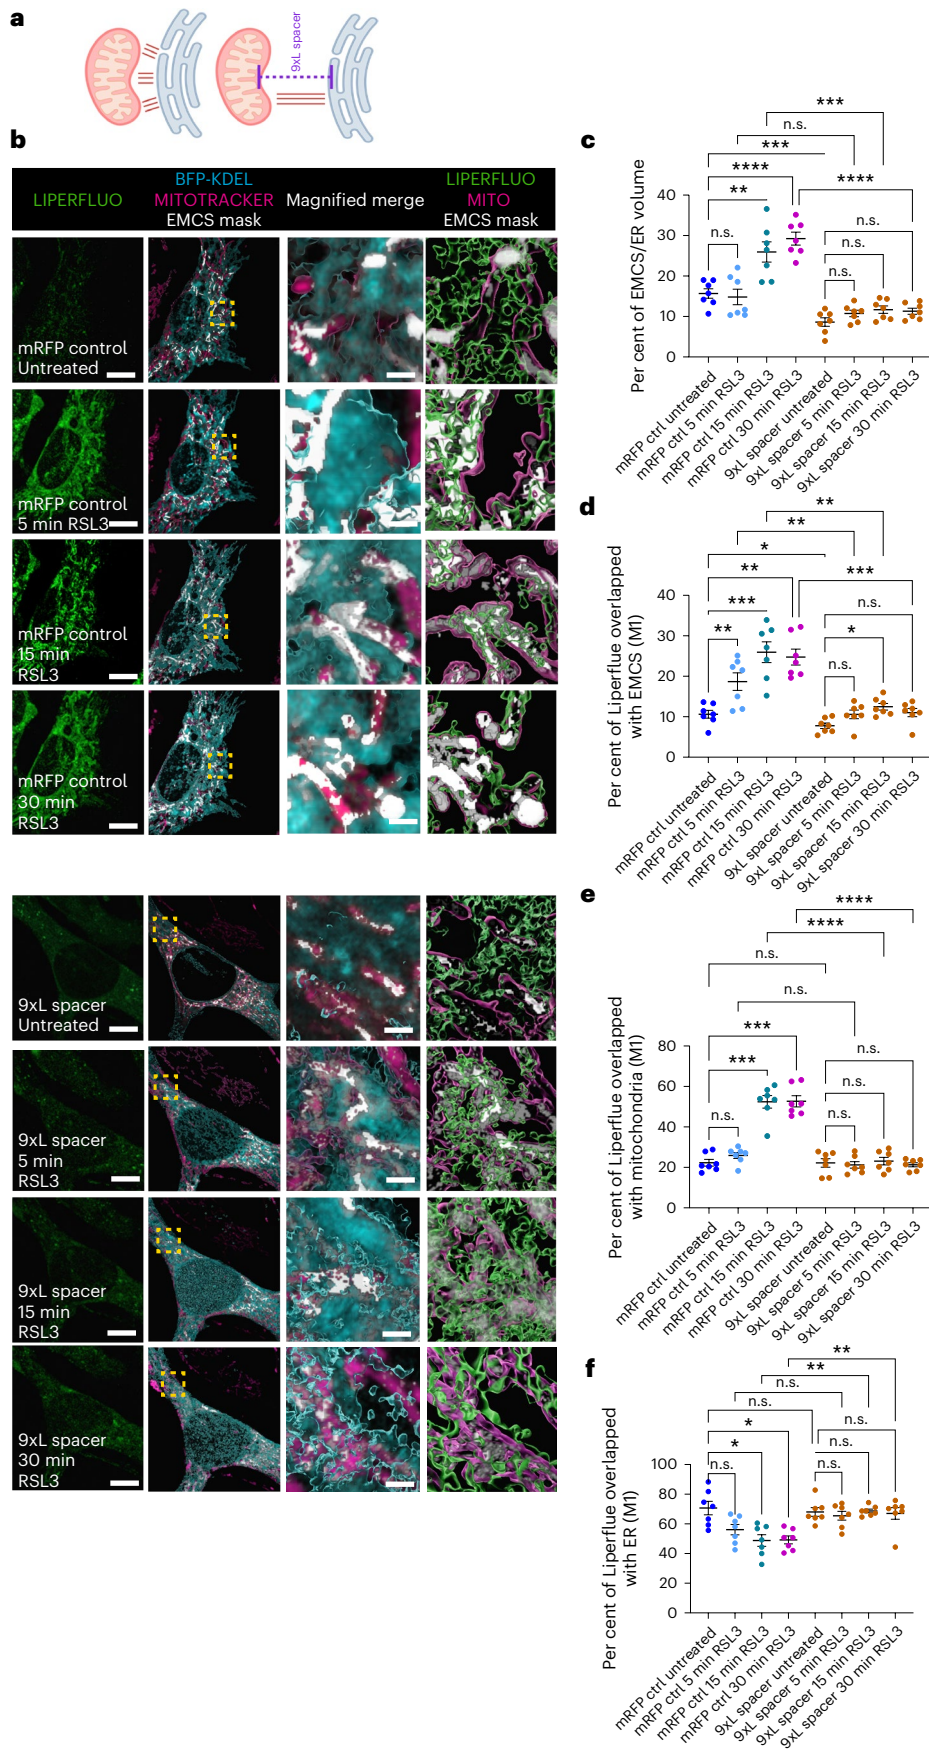 a
9xL spacer
b
LIPERFLUO
BFP-KDEL
MITOTRACKER
EMCS mask
Magnified merge
LIPERFLUO
MITO
EMCS mask
mRFP control
Untreated
mRFP control
5 min RSL3
mRFP control
15 min
RSL3
mRFP control
30 min
RSL3
9xL spacer
Untreated
9xL spacer
5 min
RSL3
9xL spacer
15 min
RSL3
9xL spacer
30 min
RSL3
c
***
n.s.
***
****
****
**
n.s.
n.s.
n.s.
n.s.
Per cent of EMCS/ER volume
40
30
20
10
0
mRFP ctrl untreated
mRFP ctrl 5 min RSL3
mRFP ctrl 15 min RSL3
mRFP ctrl 30 min RSL3
9xL spacer untreated
9xL spacer 5 min RSL3
9xL spacer 15 min RSL3
9xL spacer 30 min RSL3
d
**
**
*
**
***
***
n.s.
**
*
n.s.
Per cent of Liperflue overlapped
with EMCS (M1)
40
30
20
10
0
mRFP ctrl untreated
mRFP ctrl 5 min RSL3
mRFP ctrl 15 min RSL3
mRFP ctrl 30 min RSL3
9xL spacer untreated
9xL spacer 5 min RSL3
9xL spacer 15 min RSL3
9xL spacer 30 min RSL3
e
****
****
n.s.
n.s.
***
***
n.s.
n.s.
n.s.
n.s.
Per cent of Liperflue overlapped
with mitochondria (M1)
80
60
40
20
0
mRFP ctrl untreated
mRFP ctrl 5 min RSL3
mRFP ctrl 15 min RSL3
mRFP ctrl 30 min RSL3
9xL spacer untreated
9xL spacer 5 min RSL3
9xL spacer 15 min RSL3
9xL spacer 30 min RSL3
f
**
**
n.s.
n.s.
*
n.s.
*
n.s.
n.s.
n.s.
Per cent of Liperflue overlapped
with ER (M1)
100
80
60
40
20
0
mRFP ctrl untreated
mRFP ctrl 5 min RSL3
mRFP ctrl 15 min RSL3
mRFP ctrl 30 min RSL3
9xL spacer untreated
9xL spacer 5 min RSL3
9xL spacer 15 min RSL3
9xL spacer 30 min RSL3